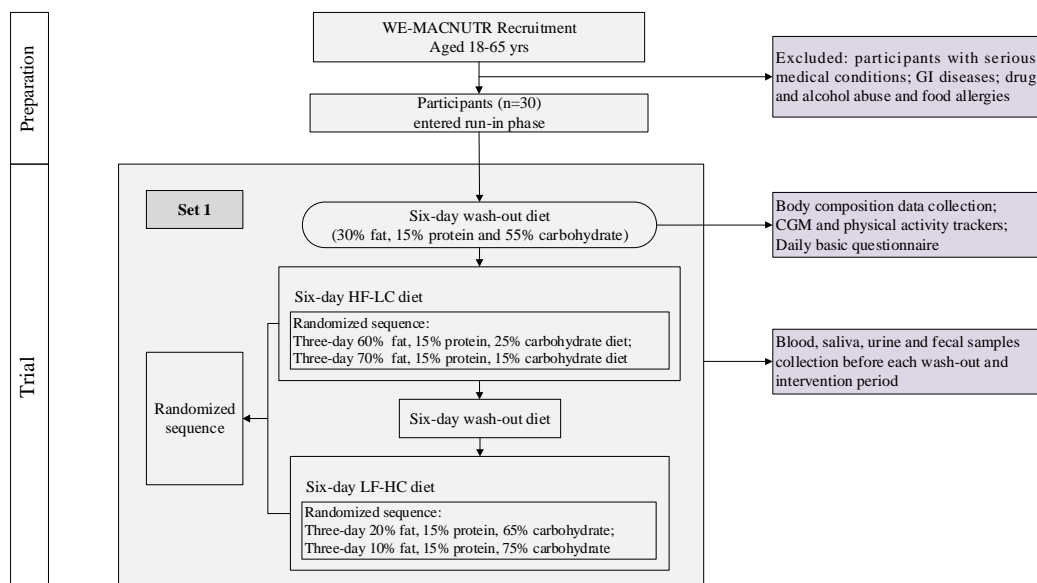 Preparation
WE-MACNUTR Recruitment
Aged 18-65 yrs
Excluded: participants with serious
medical conditions; GI diseases; drug
and alcohol abuse and food allergies
Participants (n=30)
entered run-in phase
Trial
Set 1
Six-day wash-out diet
(30% fat, 15% protein and 55% carbohydrate)
Body composition data collection;
CGM and physical activity trackers;
Daily basic questionnaire
Six-day HF-LC diet
Randomized sequence:
Three-day 60% fat, 15% protein, 25% carbohydrate diet;
Three-day 70% fat, 15% protein, 15% carbohydrate diet
Blood, saliva, urine and fecal samples
collection before each wash-out and
intervention period
Randomized
sequence
Six-day wash-out diet
Six-day LF-HC diet
Randomized sequence:
Three-day 20% fat, 15% protein, 65% carbohydrate;
Three-day 10% fat, 15% protein, 75% carbohydrate